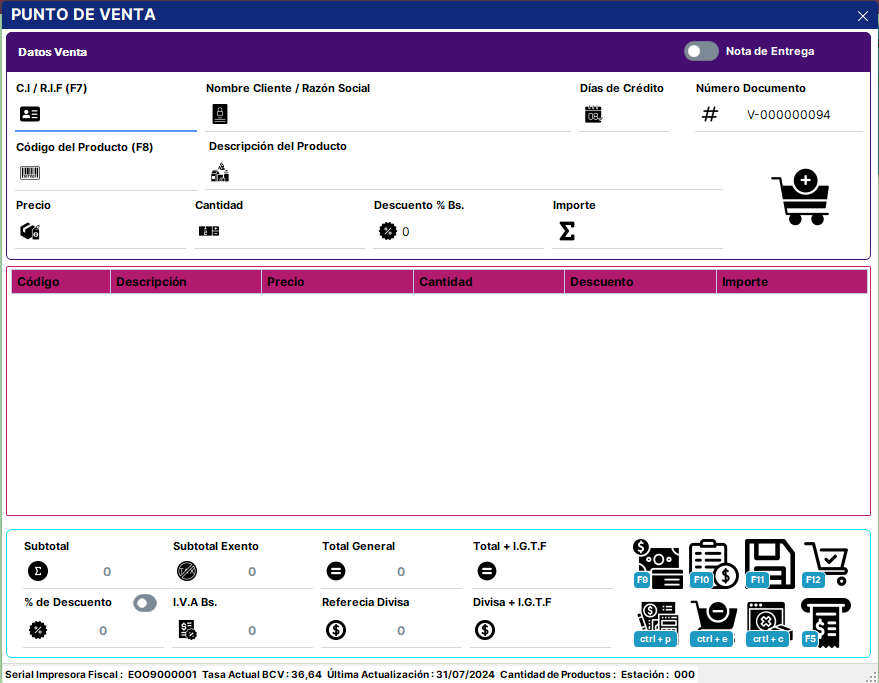 PUNTO DE VENTA
Datos Venta
Nota de Entrega
C.I / R.I.F (F7)
Nombre Cliente / Razón Social
Días de Crédito
Número Documento
V-000000094
Código del Producto (F8)
Descripción del Producto
Precio
Cantidad
Descuento % Bs.
Importe
0
Código
Descripción
Precio
Cantidad
Descuento
Importe
Subtotal
Subtotal Exento
Total General
Total + I.G.T.F
0
0
0
F9
F10
F11
F12
% de Descuento
I.V.A Bs.
Referecia Divisa
Divisa + I.G.T.F
0
0
0
ctrl + p
ctrl + e
crtl + c
F5
Serial Impresora Fiscal : EOO9000001 Tasa Actual BCV : 36,64 Última Actualización : 31/07/2024 Cantidad de Productos : Estación : 000